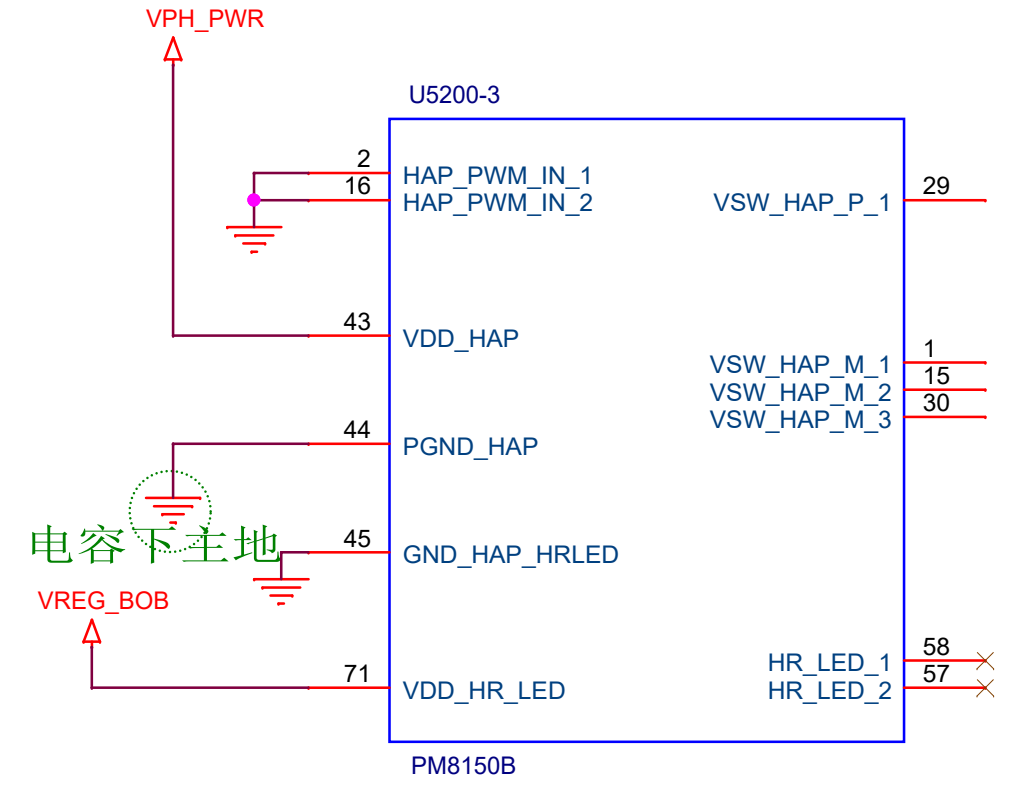 VPH_PWR
U5200-3
2
HAP_PWM_IN_1
16
HAP_PWM_IN_2
29
VSW_HAP_P_1
43
VDD_HAP
1
VSW_HAP_M_1
15
VSW_HAP_M_2
30
VSW_HAP_M_3
44
PGND_HAP
电容下主地
45
GND_HAP_HRLED
VREG_BOB
71
VDD_HR_LED
58
HR_LED_1
57
HR_LED_2
PM8150B